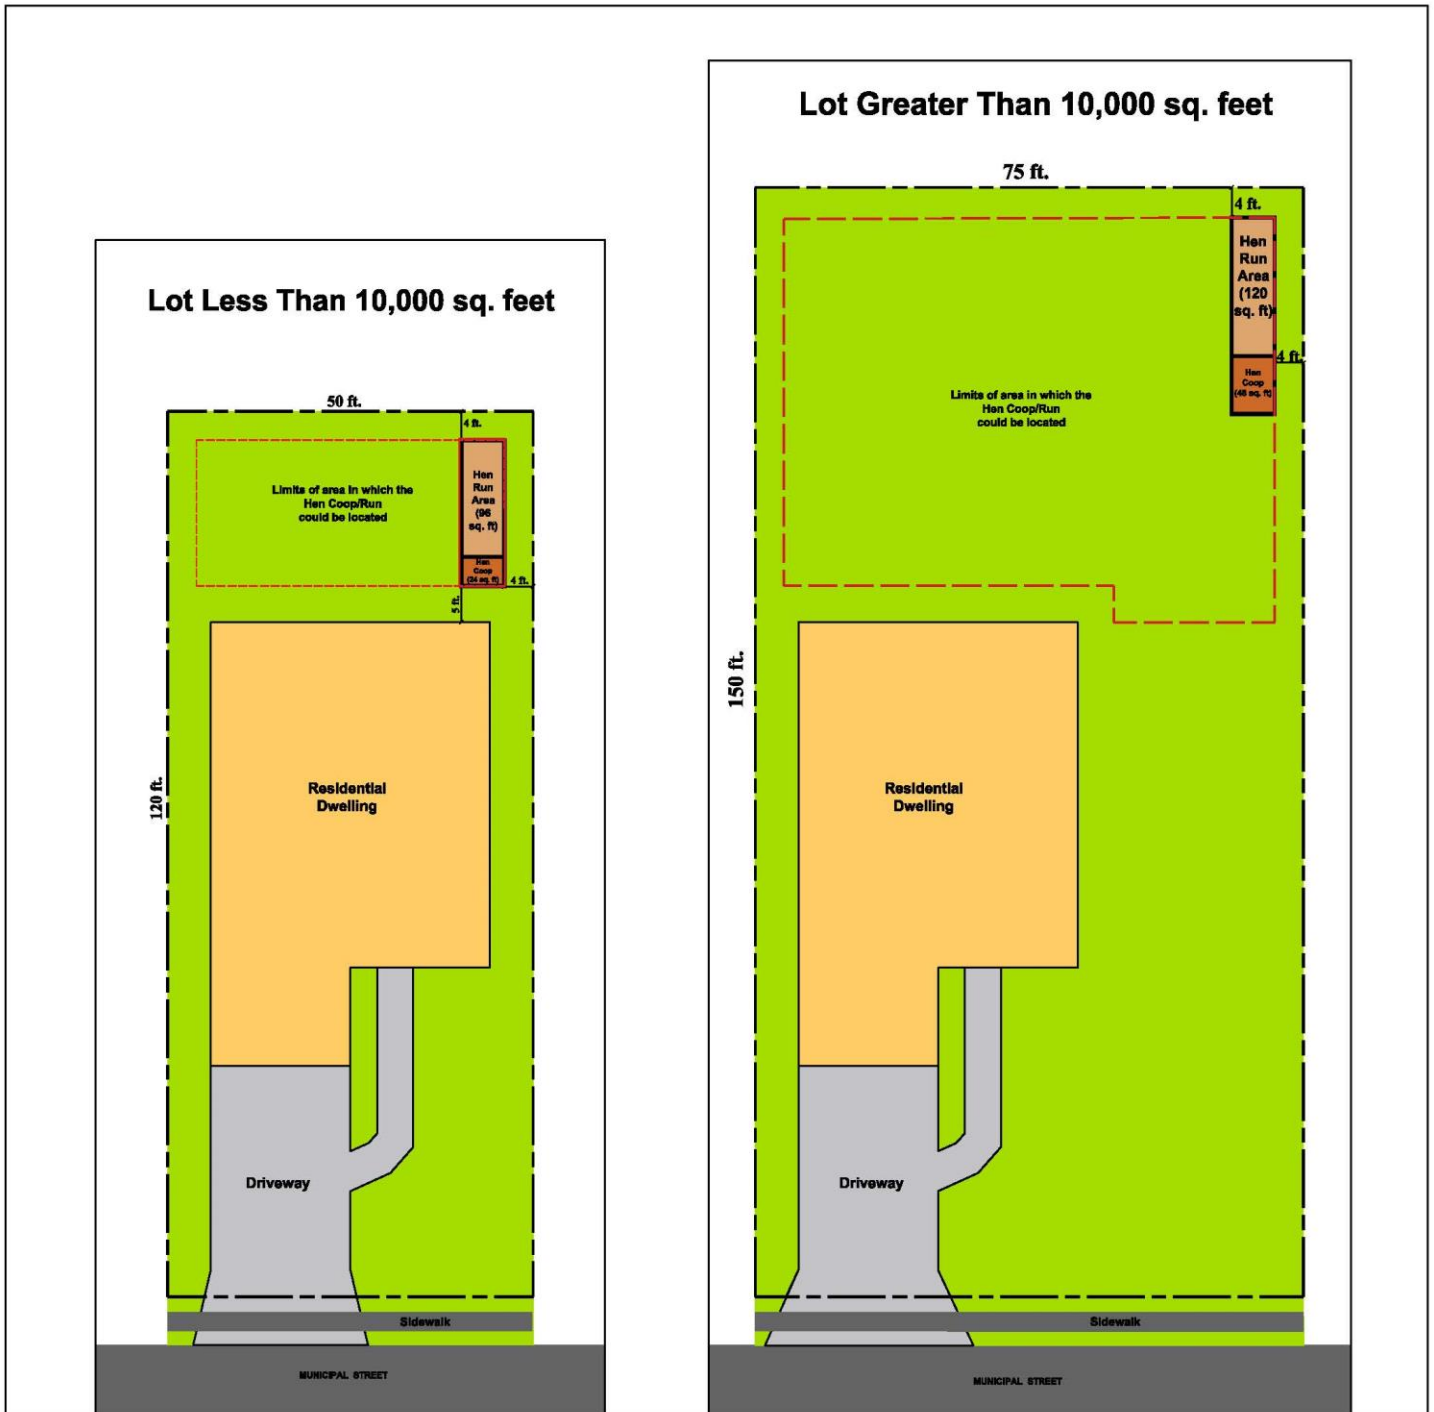 Lot Less Than 10,000 sq. feet
50 ft.
4 ft.
Hen
Run
Area
(96
sq. ft)
Limits of area in which the
Hen Coop/Run
could be located
Hen
Coop
(24 sq. ft)
4 ft.
5 ft.
120 ft.
Residential
Dwelling
Driveway
Sidewalk
MUNICIPAL STREET
Lot Greater Than 10,000 sq. feet
75 ft.
4 ft.
Hen
Run
Area
(120
sq. ft)
4 ft.
Hen
Coop
(48 sq. ft)
Limits of area in which the
Hen Coop/Run
could be located
150 ft.
Residential
Dwelling
Driveway
Sidewalk
MUNICIPAL STREET